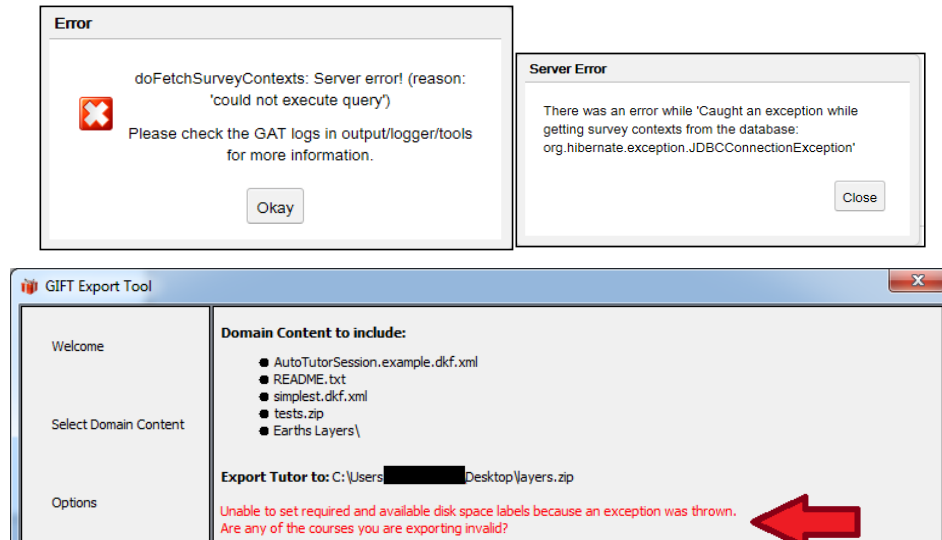 Error
doFetchSurveyContexts: Server error! (reason:
'could not execute query')
Please check the GAT logs in output/logger/tools
for more information.
Okay
Server Error
There was an error while 'Caught an exception while
getting survey contexts from the database:
org.hibernate.exception.JDBCConnectionException'
Close
GIFT Export Tool
Welcome
Select Domain Content
Options
Domain Content to include:
AutoTutorSession.example.dkf.xml
README.txt
simplest.dkf.xml
tests.zip
Earths Layers\
Export Tutor to: C:\Users Desktop\layers.zip
Unable to set required and available disk space labels because an exception was thrown.
Are any of the courses you are exporting invalid?